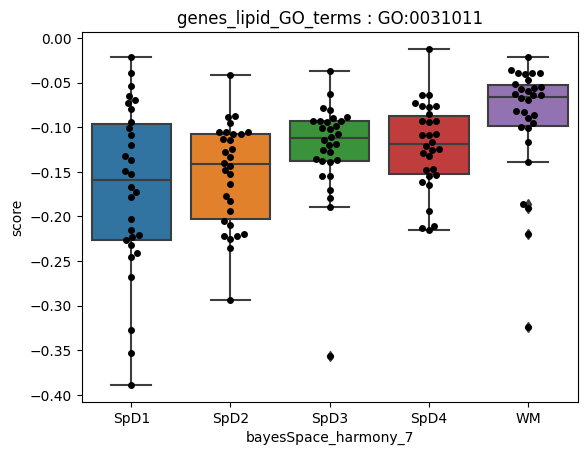 genes_lipid_GO_terms : GO:0031011
0.00
−0.05
−0.10
−0.15
−0.20
−0.25
−0.30
−0.35
−0.40
score
SpD1 SpD2 SpD3 SpD4 WM
bayesSpace_harmony_7